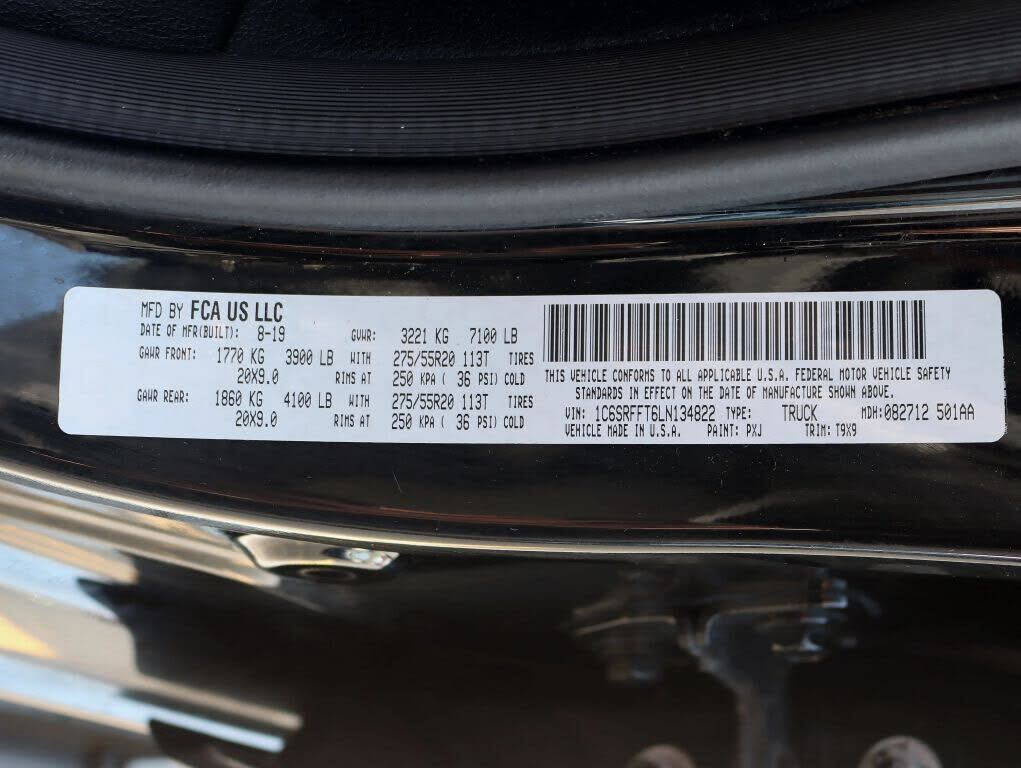 MFD BY FCA US LLC
DATE OF MFR(BUILT): 8-19 GVWR: 3221 KG 7100 LB
GAWR FRONT: 1770 KG 3900 LB WITH 275/55R20 113T TIRES
20X9.0 RIMS AT 250 KPA ( 36 PSI) COLD
GAWR REAR: 1860 KG 4100 LB WITH 275/55R20 113T TIRES
20X9.0 RIMS AT 250 KPA ( 36 PSI) COLD
THIS VEHICLE CONFORMS TO ALL APPLICABLE U.S.A. FEDERAL MOTOR VEHICLE SAFETY
STANDARDS IN EFFECT ON THE DATE OF MANUFACTURE SHOWN ABOVE.
VIN: 1C6SRFFT6LN134822 TYPE: TRUCK MDH:082712 501AA
VEHICLE MADE IN U.S.A. PAINT: PXJ TRIM: T9X9